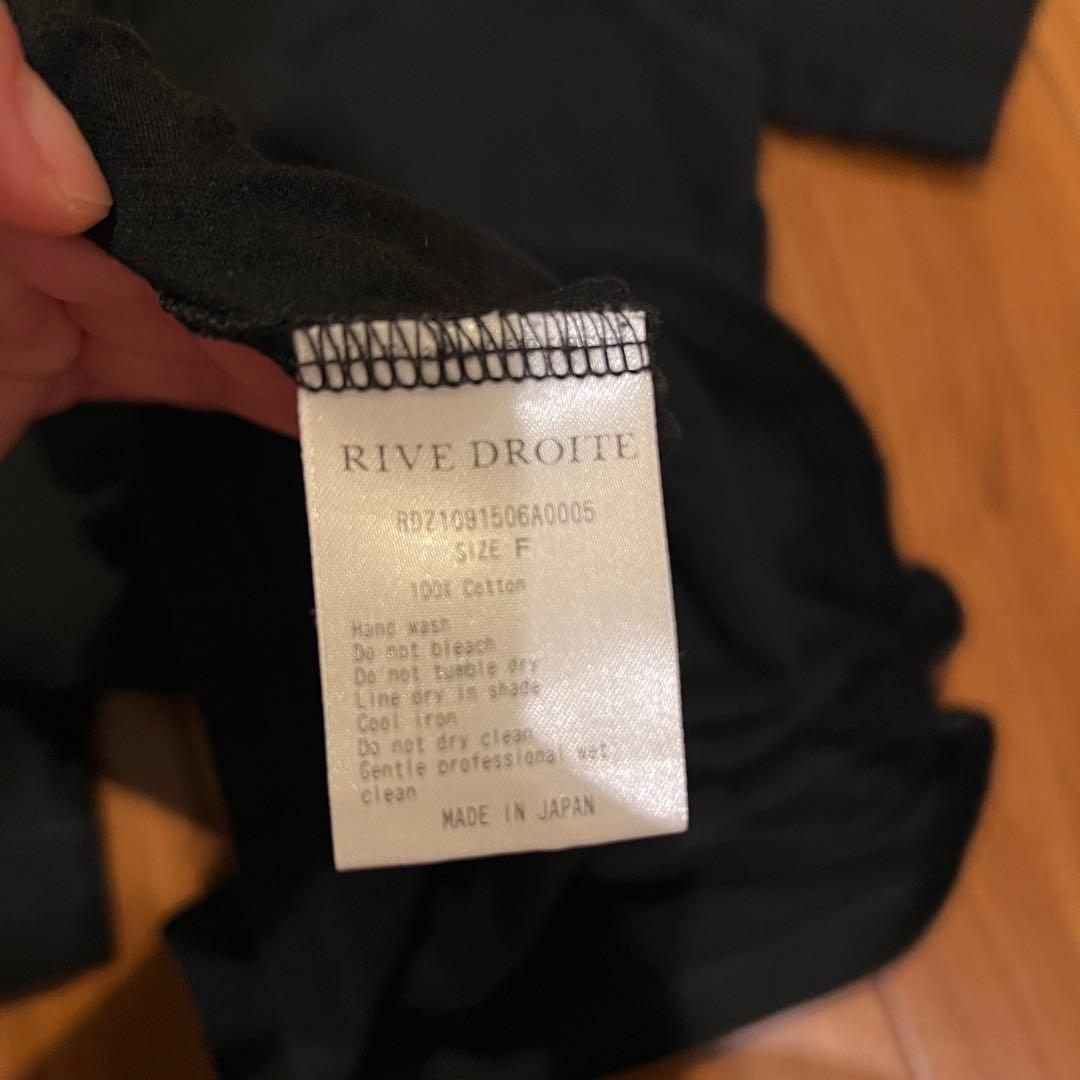 RIVE DROITE
RDZ1091506A0005
SIZE F
100% Cotton
Hand wash
Do not bleach
Do not tumble dry
Line dry in shade
Cool iron
Do not dry clean
Gentle professional wet
clean
MADE IN JAPAN